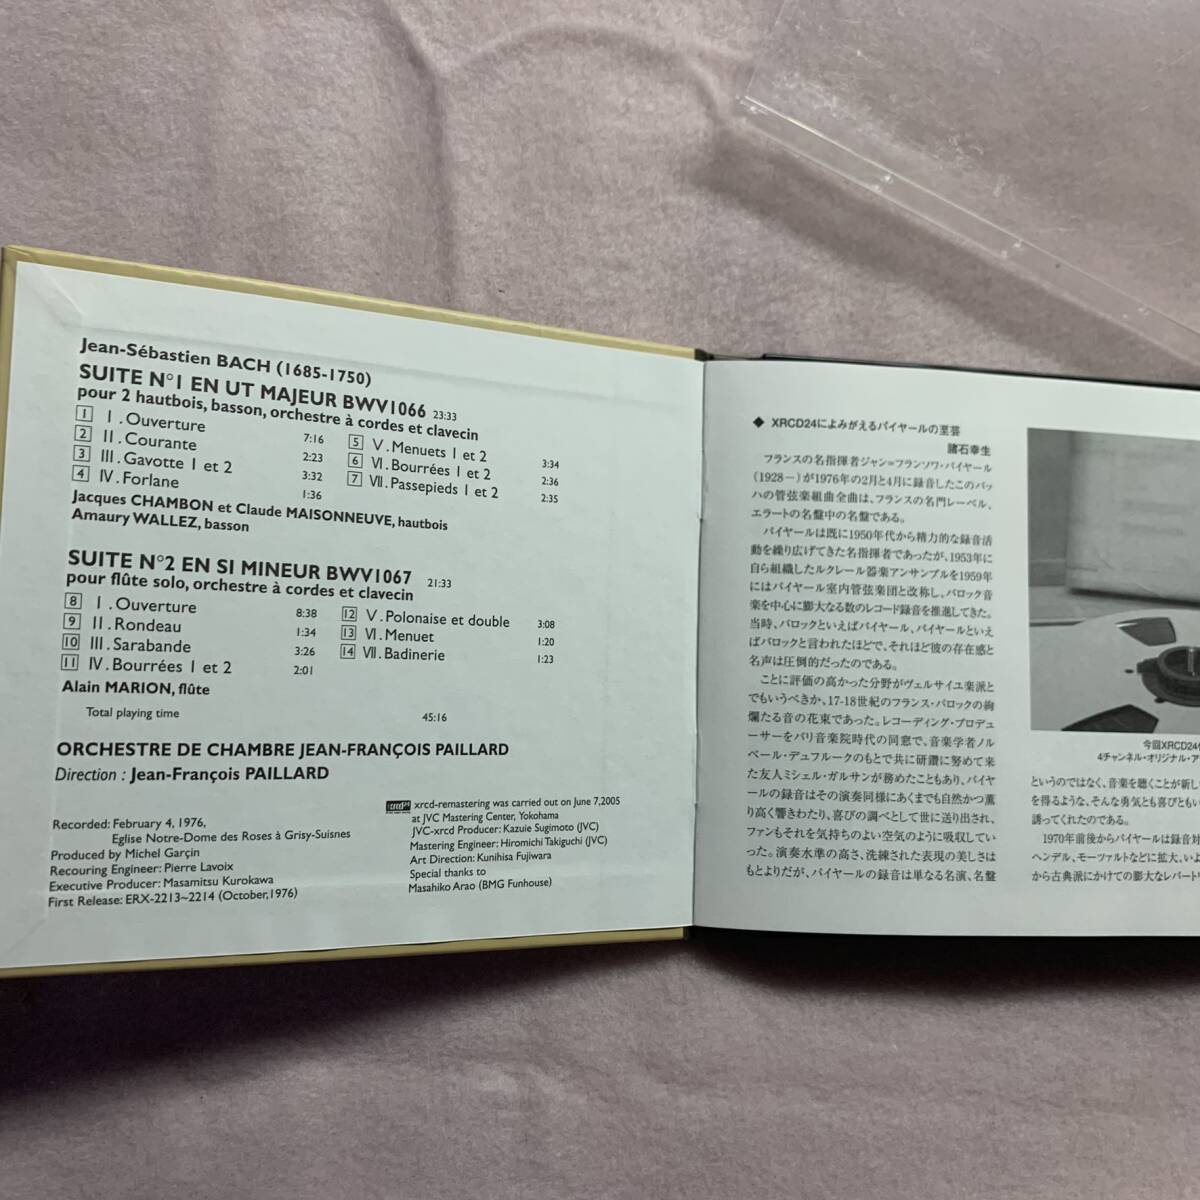 Jean-Sébastien BACH (1685-1750)
SUITE N°1 EN UT MAJEUR BWV1066 23:33
pour 2 hautbois, basson, orchestre à cordes et clavecin
1 I. Ouverture 7:16
2 II. Courante 2:23
3 III. Gavotte 1 et 2 3:32
4 IV. Forlane 1:36
5 V. Menuets 1 et 2 3:34
6 VI. Bourrées 1 et 2 2:36
7 VII. Passepieds 1 et 2 2:35
Jacques CHAMBON et Claude MAISONNEUVE, hautbois
Amaury WALLEZ, basson
SUITE N°2 EN SI MINEUR BWV1067 21:33
pour flûte solo, orchestre à cordes et clavecin
8 I. Ouverture 8:38
9 II. Rondeau 1:34
10 III. Sarabande 3:26
11 IV. Bourrées 1 et 2 2:01
12 V. Polonaise et double 3:08
13 VI. Menuet 1:20
14 VII. Badinerie 1:23
Alain MARION, flûte
Total playing time 45:16
ORCHESTRE DE CHAMBRE JEAN-FRANÇOIS PAILLARD
Direction : Jean-François PAILLARD
Recorded: February 4, 1976,
Eglise Notre-Dome des Roses à Grisy-Suisnes
Produced by Michel Garçin
Recouring Engineer: Pierre Lavoix
Executive Producer: Masamitsu Kurokawa
First Release: ERX-2213~2214 (October, 1976)
xrcd24 xrcd-remastering was carried out on June 7, 2005
at JVC Mastering Center, Yokohama
JVC-xrcd Producer: Kazuie Sugimoto (JVC)
Mastering Engineer: Hiromichi Takiguchi (JVC)
Art Direction: Kunihisa Fujiwara
Special thanks to
Masahiko Arao (BMG Funhouse)
◆ XRCD24によみがえるパイヤールの至芸
諸石幸生
フランスの名指揮者ジャン=フランソワ・パイヤール
(1928－)が1976年の2月と4月に録音したこのバッ
ハの管弦楽組曲全曲は、フランスの名門レーベル、
エラートの名盤中の名盤である。
パイヤールは既に1950年代から精力的な録音活
動を繰り広げてきた名指揮者であったが、1953年に
自ら組織したルクレール器楽アンサンブルを1959年
にはパイヤール室内管弦楽団と改称し、バロック音
楽を中心に膨大なる数のレコード録音を推進してきた。
当時、バロックといえばパイヤール、パイヤールといえ
ばバロックと言われたほどで、それほど彼の存在感と
名声は圧倒的だったのである。
ことに評価の高かった分野がヴェルサイユ楽派と
でもいうべきか、17-18世紀のフランス・バロックの絢
爛たる音の花束であった。レコーディング・プロデュ
ーサーをパリ音楽院時代の同窓で、音楽学者ノル
ベール・デュフルークのもとで共に研鑽に努めて来
た友人ミシェル・ガルサンが務めたこともあり、パイヤ
ールの録音はその演奏同様にあくまでも自然かつ薫
り高く響きわたり、喜びの調べとして世に送り出され、
ファンもそれを気持ちのよい空気のように吸収してい
った。演奏水準の高さ、洗練された表現の美しさは
もとよりだが、パイヤールの録音は単なる名演、名盤
今回XRCD24
4チャンネル・オリジナル・ア
というのではなく、音楽を聴くことが新し
を得るような、そんな勇気とも喜びともい
誘ってくれたのである。
1970年前後からパイヤールは録音対
ヘンデル、モーツァルトなどに拡大、いよ
から古典派にかけての膨大なレパート